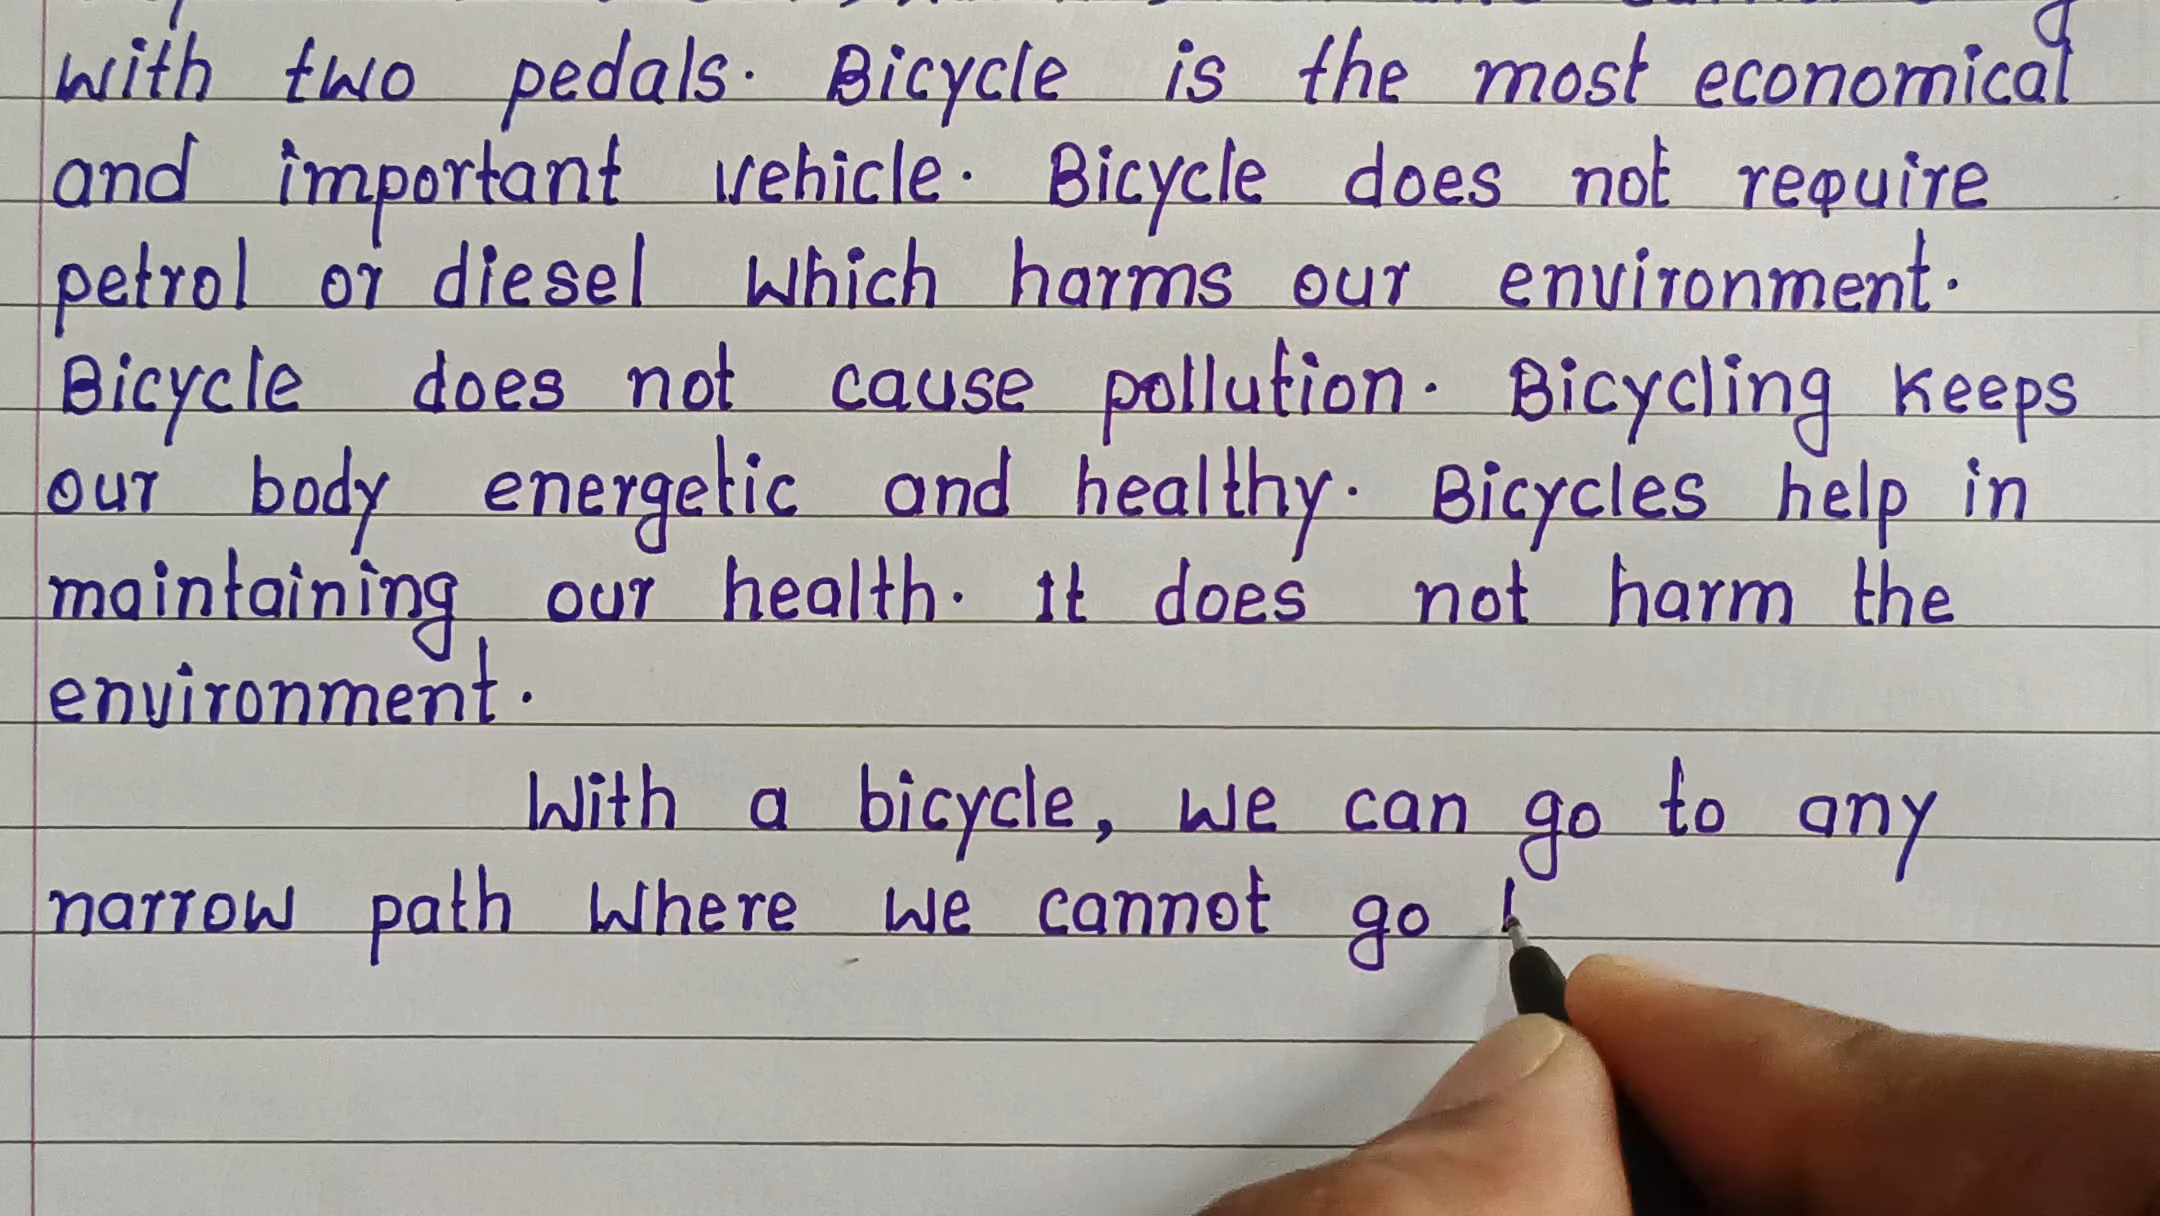 with two pedals. Bicycle is the most economical
and important vehicle. Bicycle does not require
petrol or diesel which harms our environment.
Bicycle does not cause pollution. Bicycling keeps
our body energetic and healthy. Bicycles help in
maintaining our health. It does not harm the
environment.
With a bicycle, we can go to any
narrow path where we cannot go